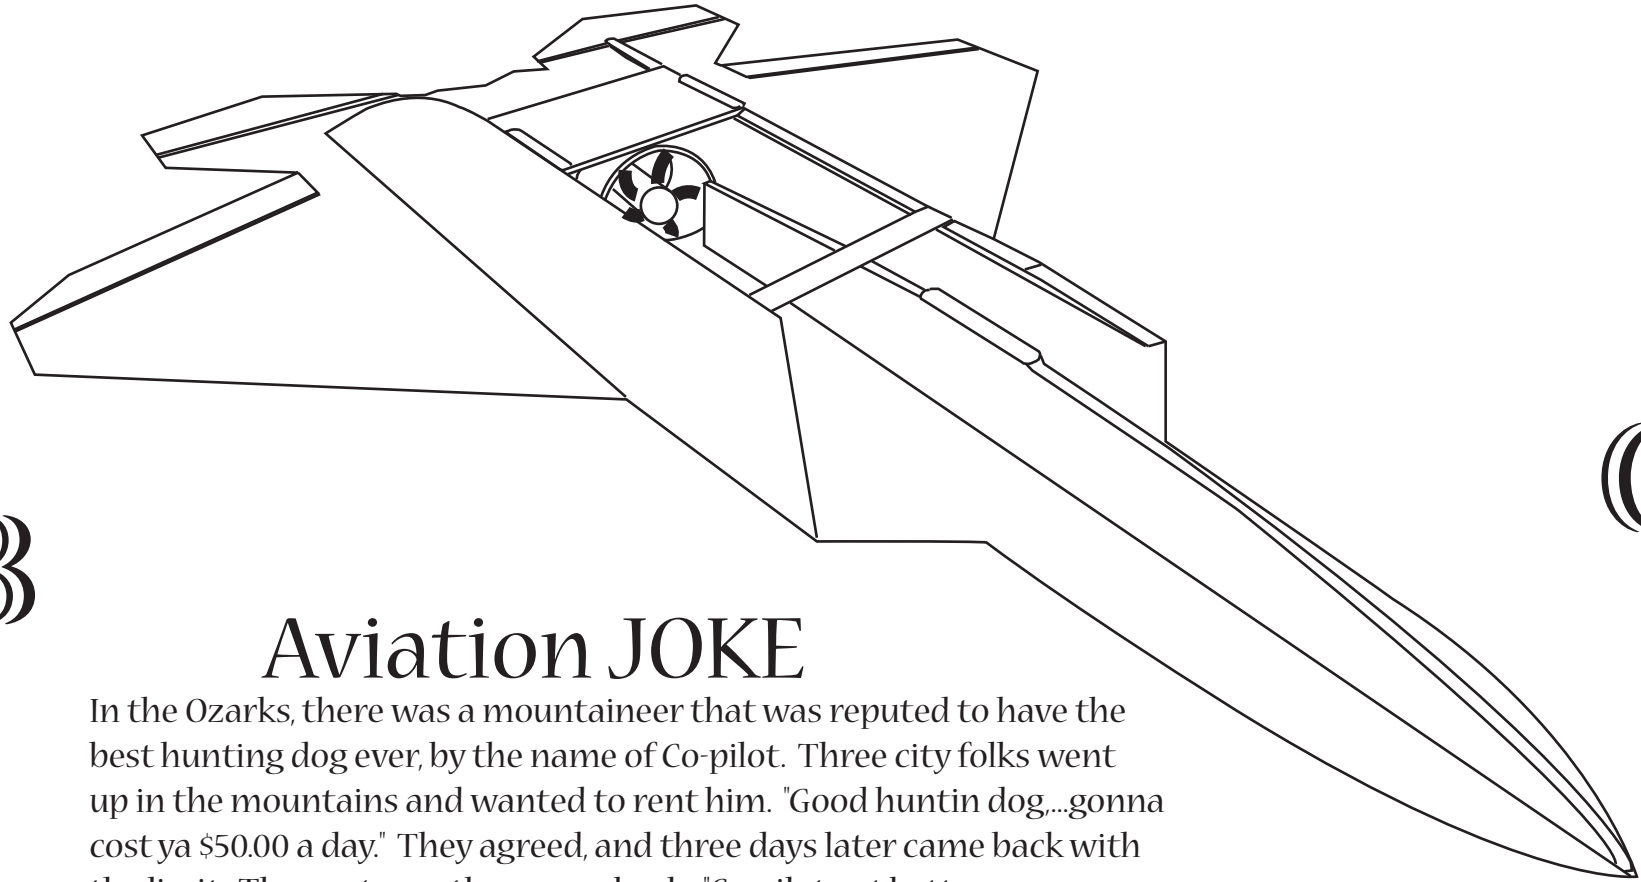 Aviation JOKE
In the Ozarks, there was a mountaineer that was reputed to have the
best hunting dog ever, by the name of Co-pilot.  Three city folks went
up in the mountains and wanted to rent him.  "Good huntin dog,...gonna
cost ya $50.00 a day."  They agreed, and three days later came back with